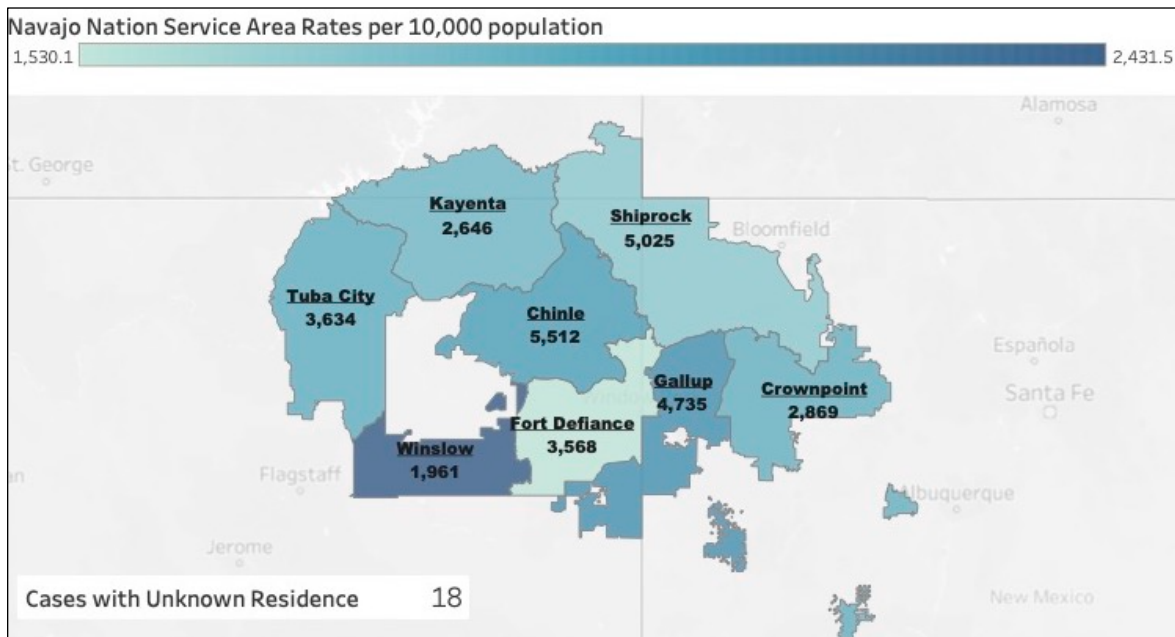 Navajo Nation Service Area Rates per 10,000 population
1,530.1
2,431.5
Alamosa
St. George
Kayenta
2,646
Shiprock
5,025
Bloomfield
Tuba City
3,634
Chinle
5,512
Española
Gallup
4,735
Crownpoint
2,869
Santa Fe
Fort Defiance
3,568
Winslow
1,961
Flagstaff
Albuquerque
Jerome
Cases with Unknown Residence 18
New Mexico